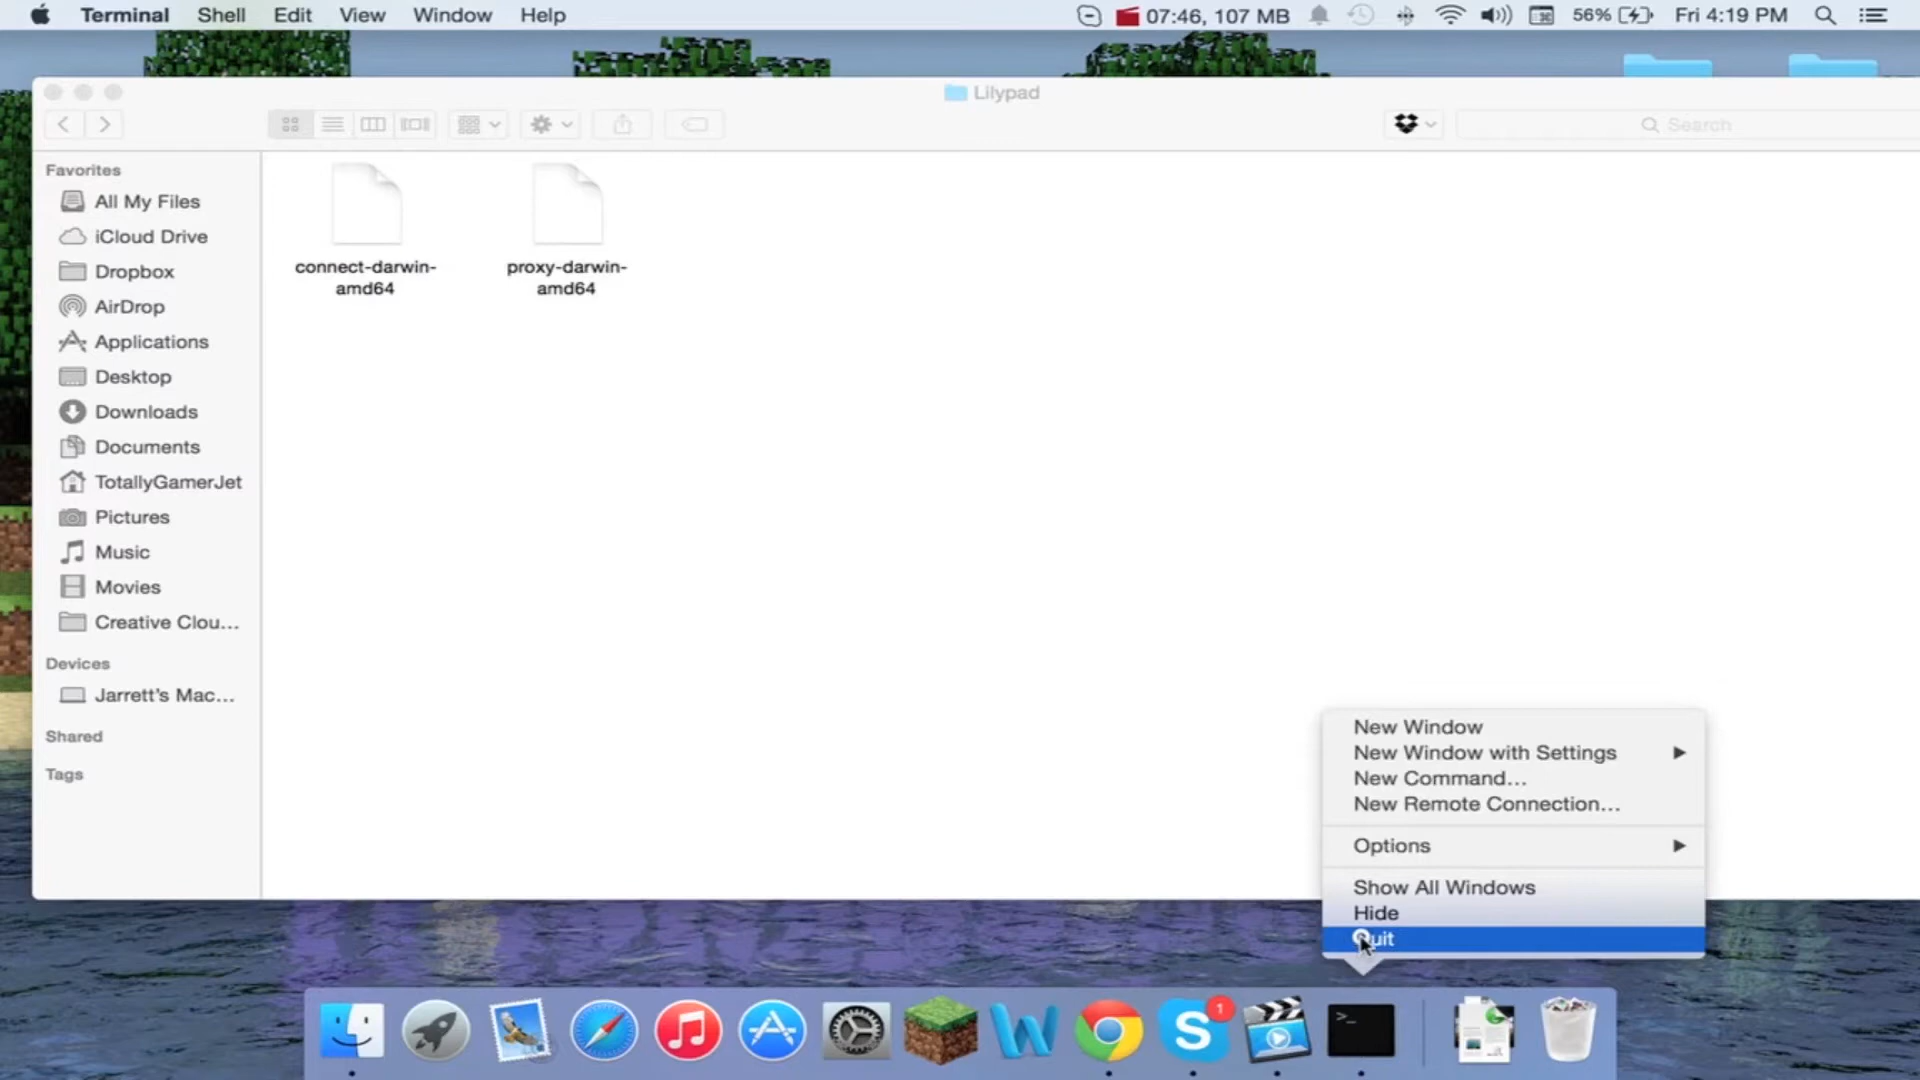 Terminal Shell Edit View Window Help 07:46, 107 MB 56% Fri 4:19 PM
Lilypad
Search
Favorites
All My Files
iCloud Drive
Dropbox
AirDrop
Applications
Desktop
Downloads
Documents
TotallyGamerJet
Pictures
Music
Movies
Creative Clou...
Devices
Jarrett's Mac...
Shared
Tags
connect-darwin-
amd64
proxy-darwin-
amd64
New Window
New Window with Settings
New Command...
New Remote Connection...
Options
Show All Windows
Hide
Quit
1
>_